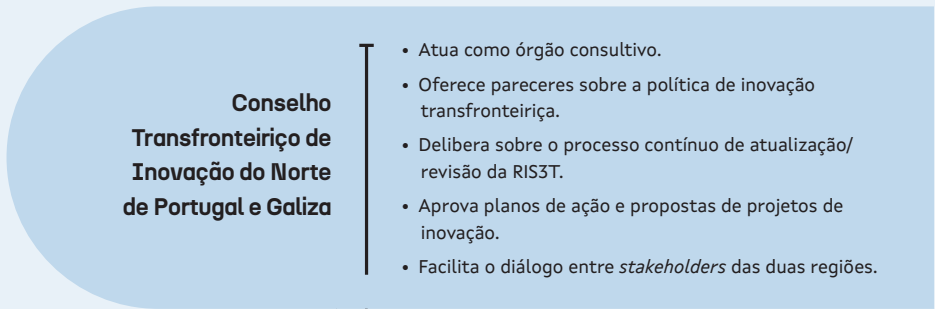 Conselho
Transfronteiriço de
Inovação do Norte
de Portugal e Galiza
• Atua como órgão consultivo.
• Oferece pareceres sobre a política de inovação
transfronteiriça.
• Delibera sobre o processo contínuo de atualização/
revisão da RIS3T.
• Aprova planos de ação e propostas de projetos de
inovação.
• Facilita o diálogo entre stakeholders das duas regiões.